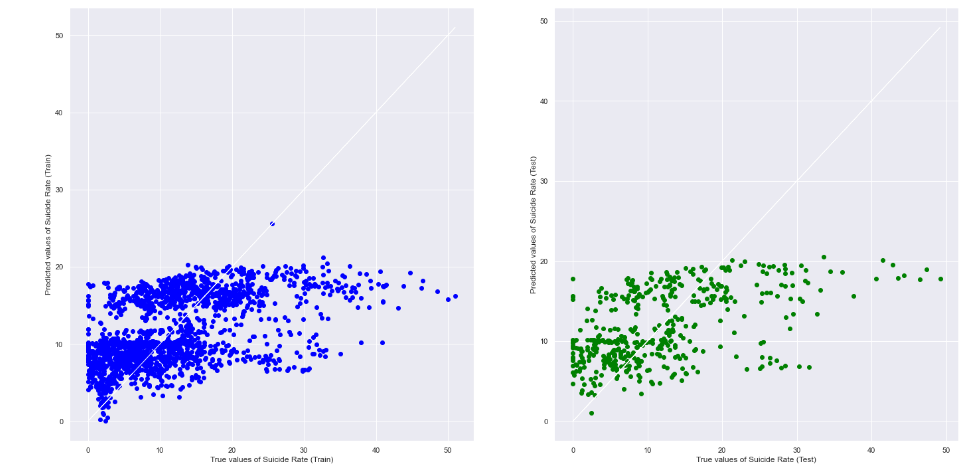 50
40
30
20
10
0
Predicted values of Suicide Rate (Train)
0 10 20 30 40 50
True values of Suicide Rate (Train)
50
40
30
20
10
0
Predicted values of Suicide Rate (Test)
0 10 20 30 40 50
True values of Suicide Rate (Test)